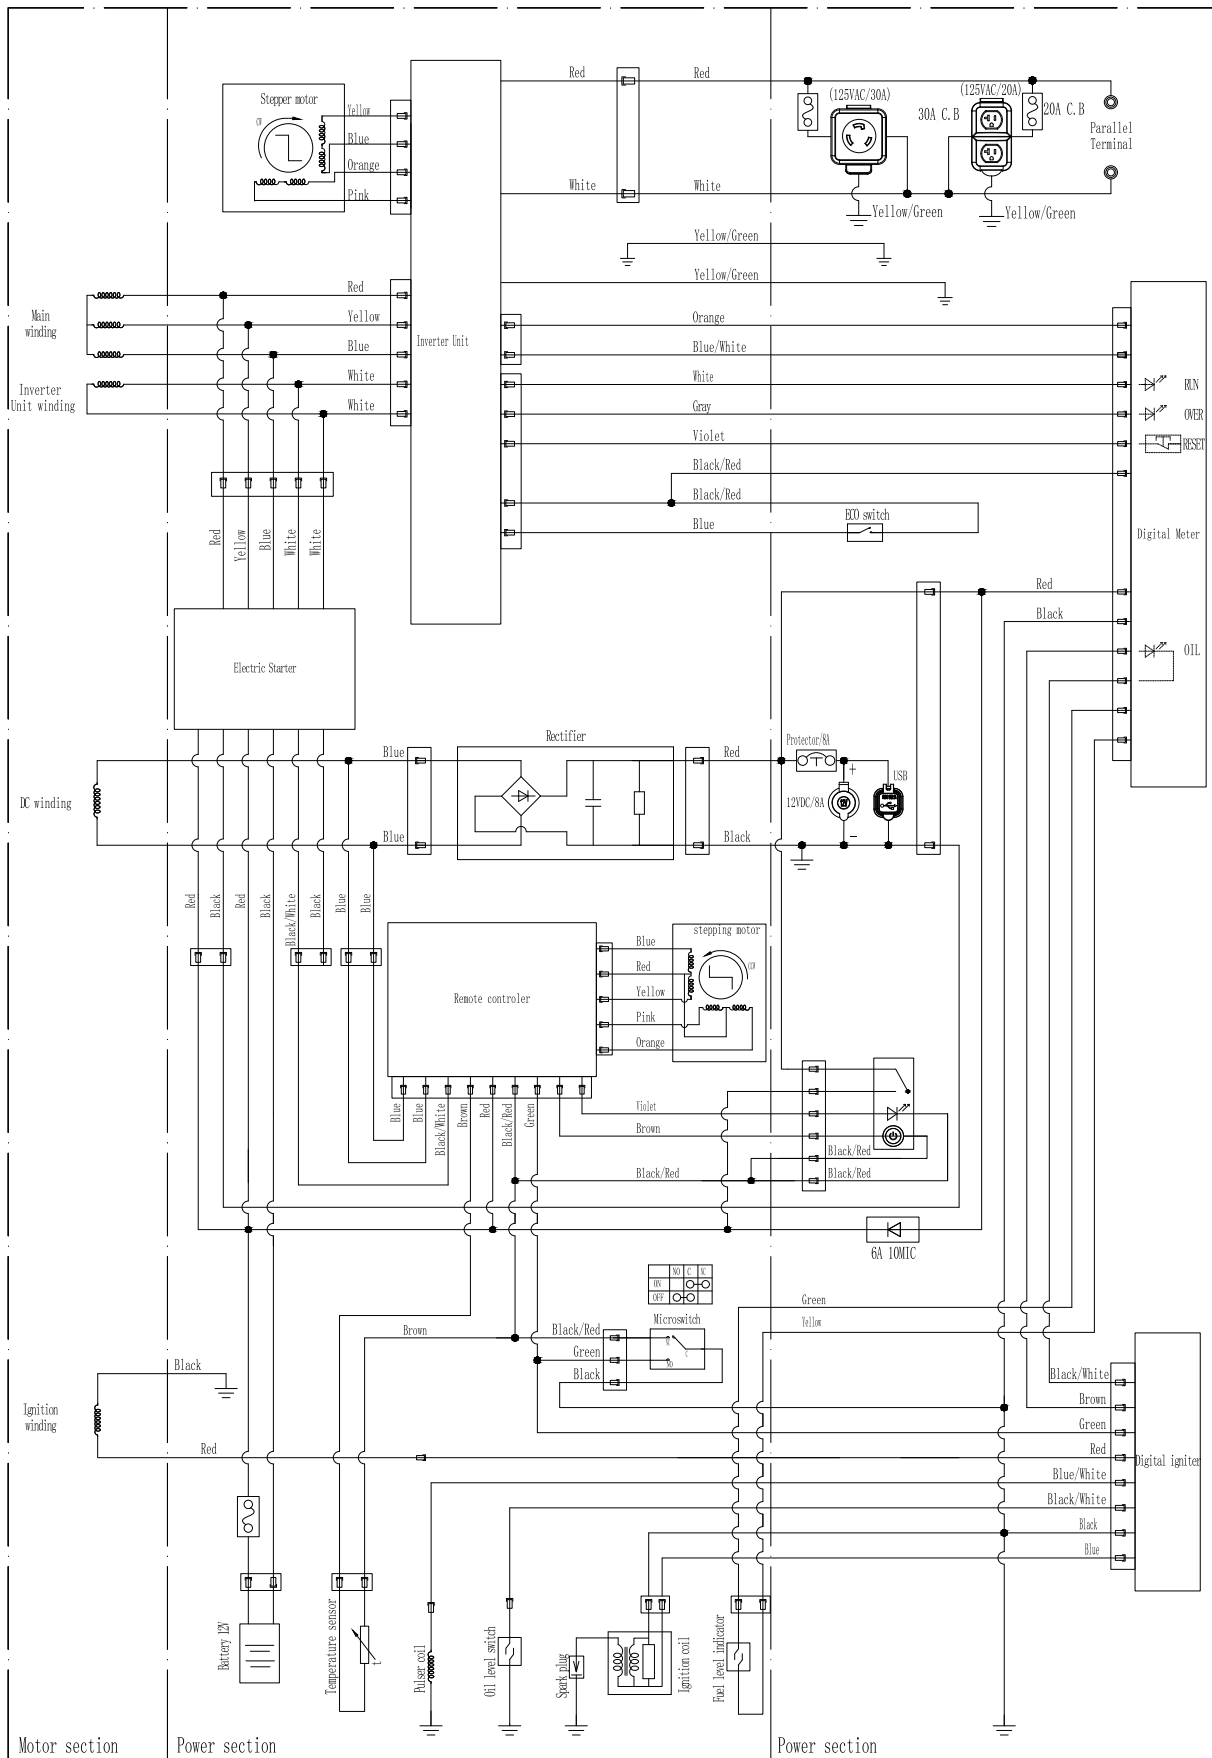 Red
Red
(125VAC/30A)
(125VAC/20A)
30A C.B
20A C.B
Parallel
Terminal
Stepper motor
CW
Yellow
Blue
Orange
Pink
White
White
Yellow/Green
Yellow/Green
Yellow/Green
Yellow/Green
Main
winding
Inverter
Unit winding
Red
Yellow
Blue
White
White
Inverter Unit
Orange
Blue/White
White
Gray
Violet
Black/Red
Black/Red
Blue
ECO switch
RUN
OVER
RESET
Digital Meter
Red
Yellow
Blue
White
White
Red
Black
OIL
Electric Starter
DC winding
Blue
Blue
Rectifier
Red
Black
Protector/8A
+
12VDC/8A
-
USB
Red
Black
Red
Black
Black/White
Black
Blue
Blue
Remote controler
Blue
Red
Yellow
Pink
Orange
stepping motor
CCW
Blue
Blue
Black/White
Brown
Red
Black/Red
Green
Violet
Brown
Black/Red
Black/Red
Black/Red
6A 10MIC
NO C NC
ON
OFF
Microswitch
NC
C
NO
Green
Yellow
Brown
Black/Red
Green
Black
Black
Ignition
winding
Red
Black/White
Brown
Green
Red
Blue/White
Black/White
Black
Blue
Digital igniter
Battery 12V
Temperature sensor
t
Pulser coil
Oil level switch
Spark plug
Ignition coil
Fuel level indicator
Motor section
Power section
Power section